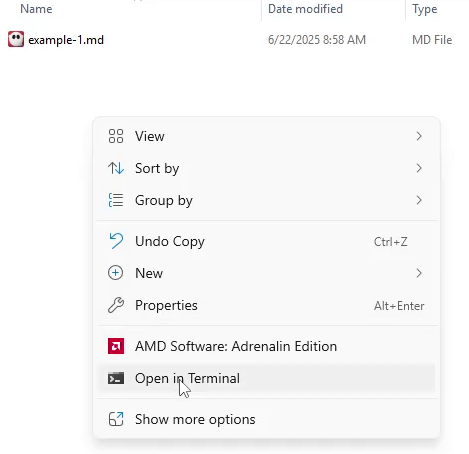 Name Date modified Type
example-1.md 6/22/2025 8:58 AM MD File
View
Sort by
Group by
Undo Copy Ctrl+Z
New
Properties Alt+Enter
AMD Software: Adrenalin Edition
Open in Terminal
Show more options